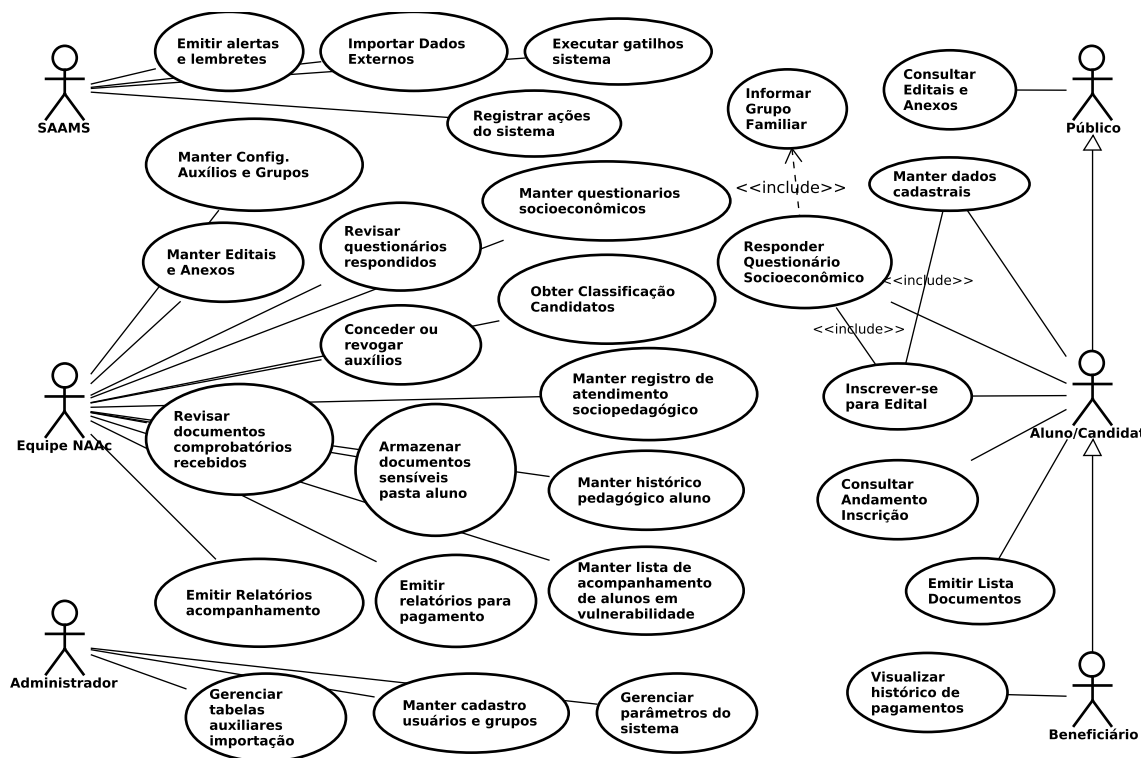 Emitir alertas
e lembretes
Importar Dados
Externos
Executar gatilhos
sistema
SAAMS
Registrar ações
do sistema
Informar
Grupo
Familiar
Consultar
Editais e
Anexos
Público
Manter Config.
Auxílios e Grupos
Manter questionarios
socioeconômicos
<<include>>
Manter dados
cadastrais
Manter Editais
e Anexos
Revisar
questionários
respondidos
Responder
Questionário
Socioeconômico
<<include>>
Obter Classificação
Candidatos
Conceder ou
revogar
auxílios
<<include>>
Manter registro de
atendimento
sociopedagógico
Inscrever-se
para Edital
Equipe NAAc
Aluno/Candidat
Revisar
documentos
comprobatórios
recebidos
Armazenar
documentos
sensíveis
pasta aluno
Manter histórico
pedagógico aluno
Consultar
Andamento
Inscrição
Emitir Relatórios
acompanhamento
Emitir
relatórios para
pagamento
Manter lista de
acompanhamento
de alunos em
vulnerabilidade
Emitir Lista
Documentos
Administrador
Gerenciar
tabelas
auxiliares
importação
Manter cadastro
usuários e grupos
Gerenciar
parâmetros do
sistema
Visualizar
histórico de
pagamentos
Beneficiário